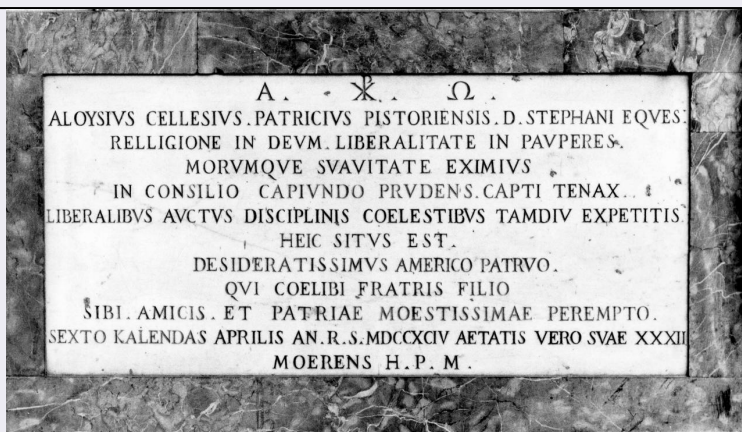 Α . ☧ . Ω .
ALOYSIVS CELLESIVS . PATRICIVS PISTORIENSIS . D . STEPHANI EQVES :
RELLIGIONE IN DEVM . LIBERALITATE IN PAVPERES .
MORVMQVE SVAVITATE EXIMIVS
IN CONSILIO CAPIVNDO PRVDENS . CAPTI TENAX .
LIBERALIBVS AVCTVS DISCIPLINIS COELESTIBVS TAMDIV EXPETITIS .
HEIC SITVS EST .
DESIDERATISSIMVS AMERICO PATRVO .
QVI COELIBI FRATRIS FILIO
SIBI . AMICIS . ET PATRIAE MOESTISSIMAE PEREMPTO .
SEXTO KALENDAS APRILIS AN . R . S . MDCCXCIV AETATIS VERO SVAE XXXII
MOERENS H . P . M .